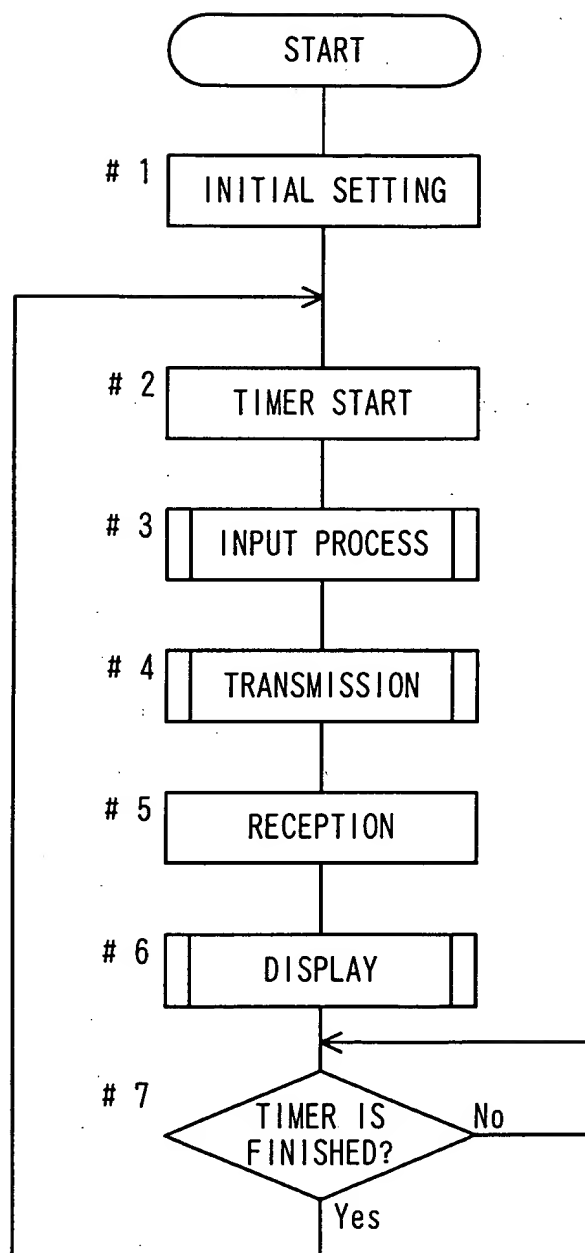 START
# 1
INITIAL SETTING
# 2
TIMER START
# 3
INPUT PROCESS
# 4
TRANSMISSION
# 5
RECEPTION
# 6
DISPLAY
# 7
TIMER IS
FINISHED?
No
Yes